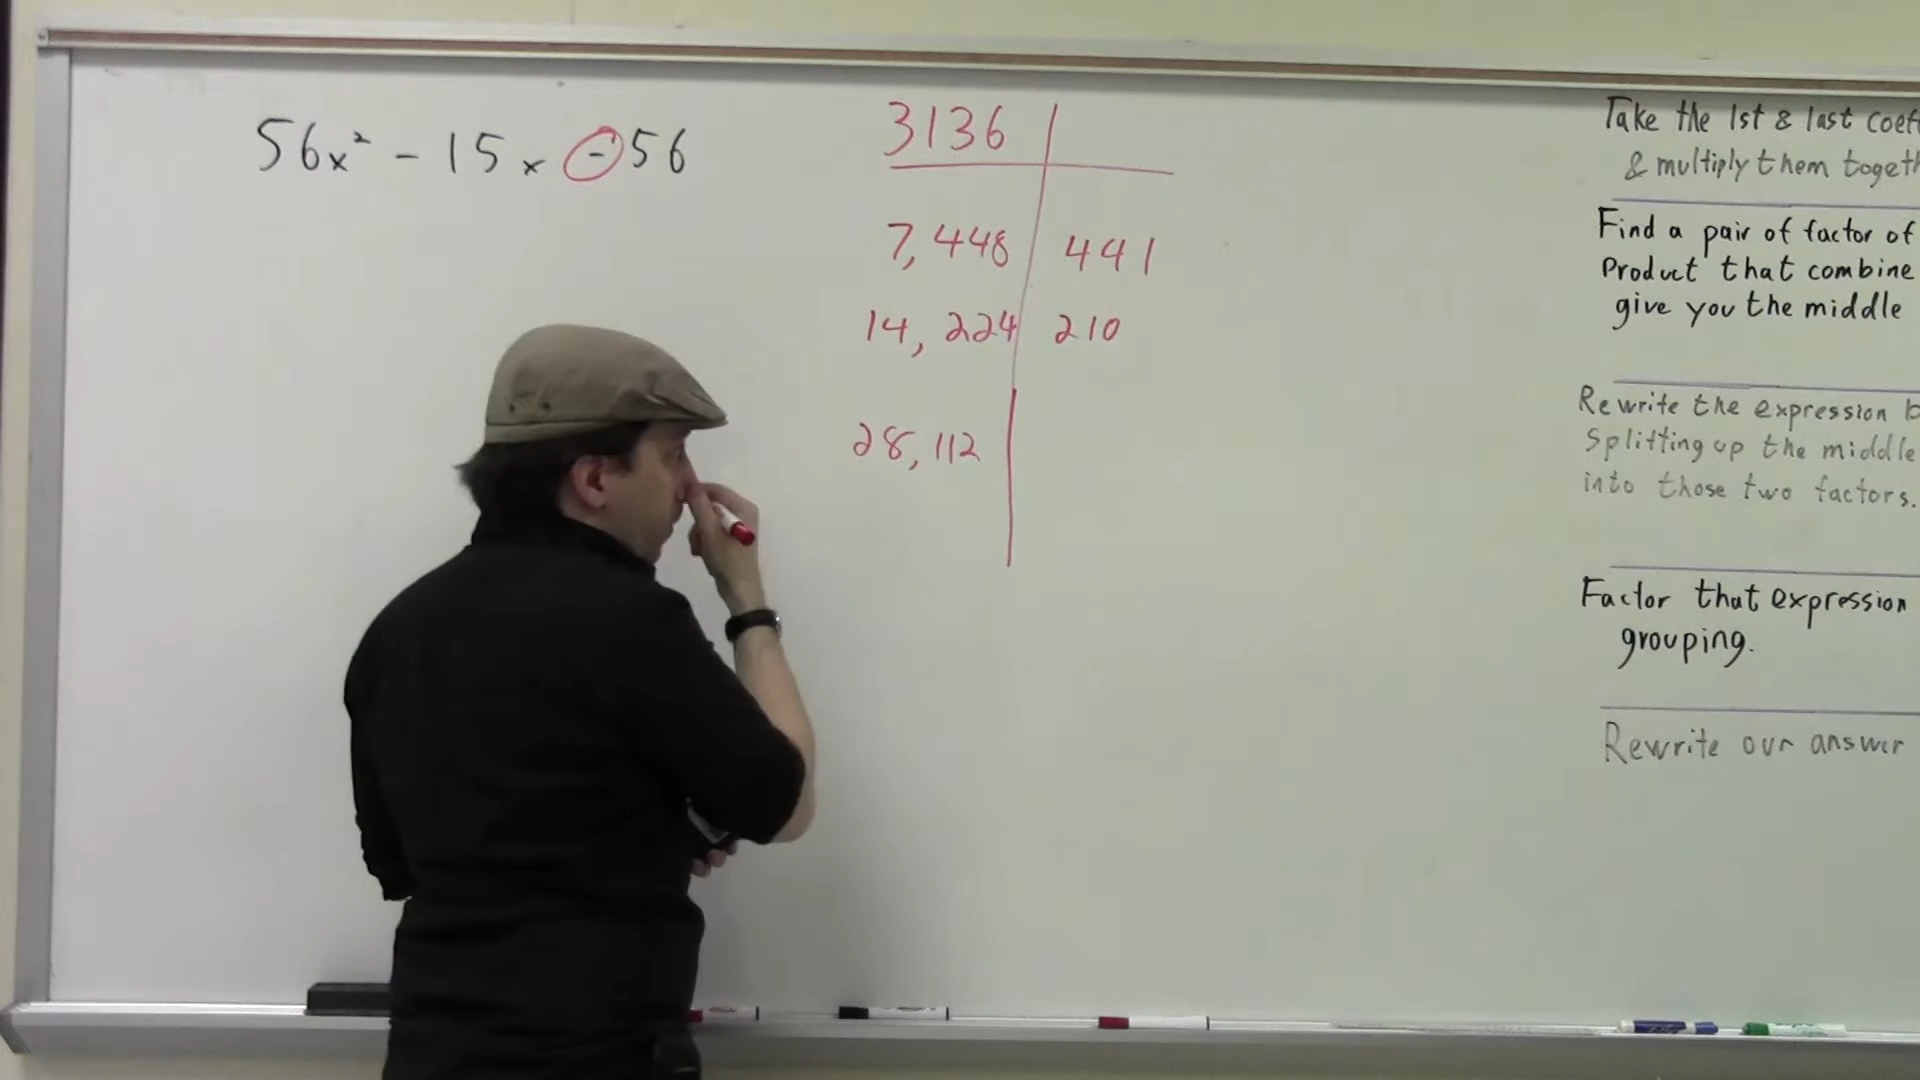 56x² - 15x - 56
3136
7, 448 441
14, 224 210
28, 112
Take the 1st & last coeff
& multiply them togeth
Find a pair of factor of
Product that combine
give you the middle
Rewrite the expression b
Splitting up the middle
into those two factors.
Factor that expression
grouping.
Rewrite our answer